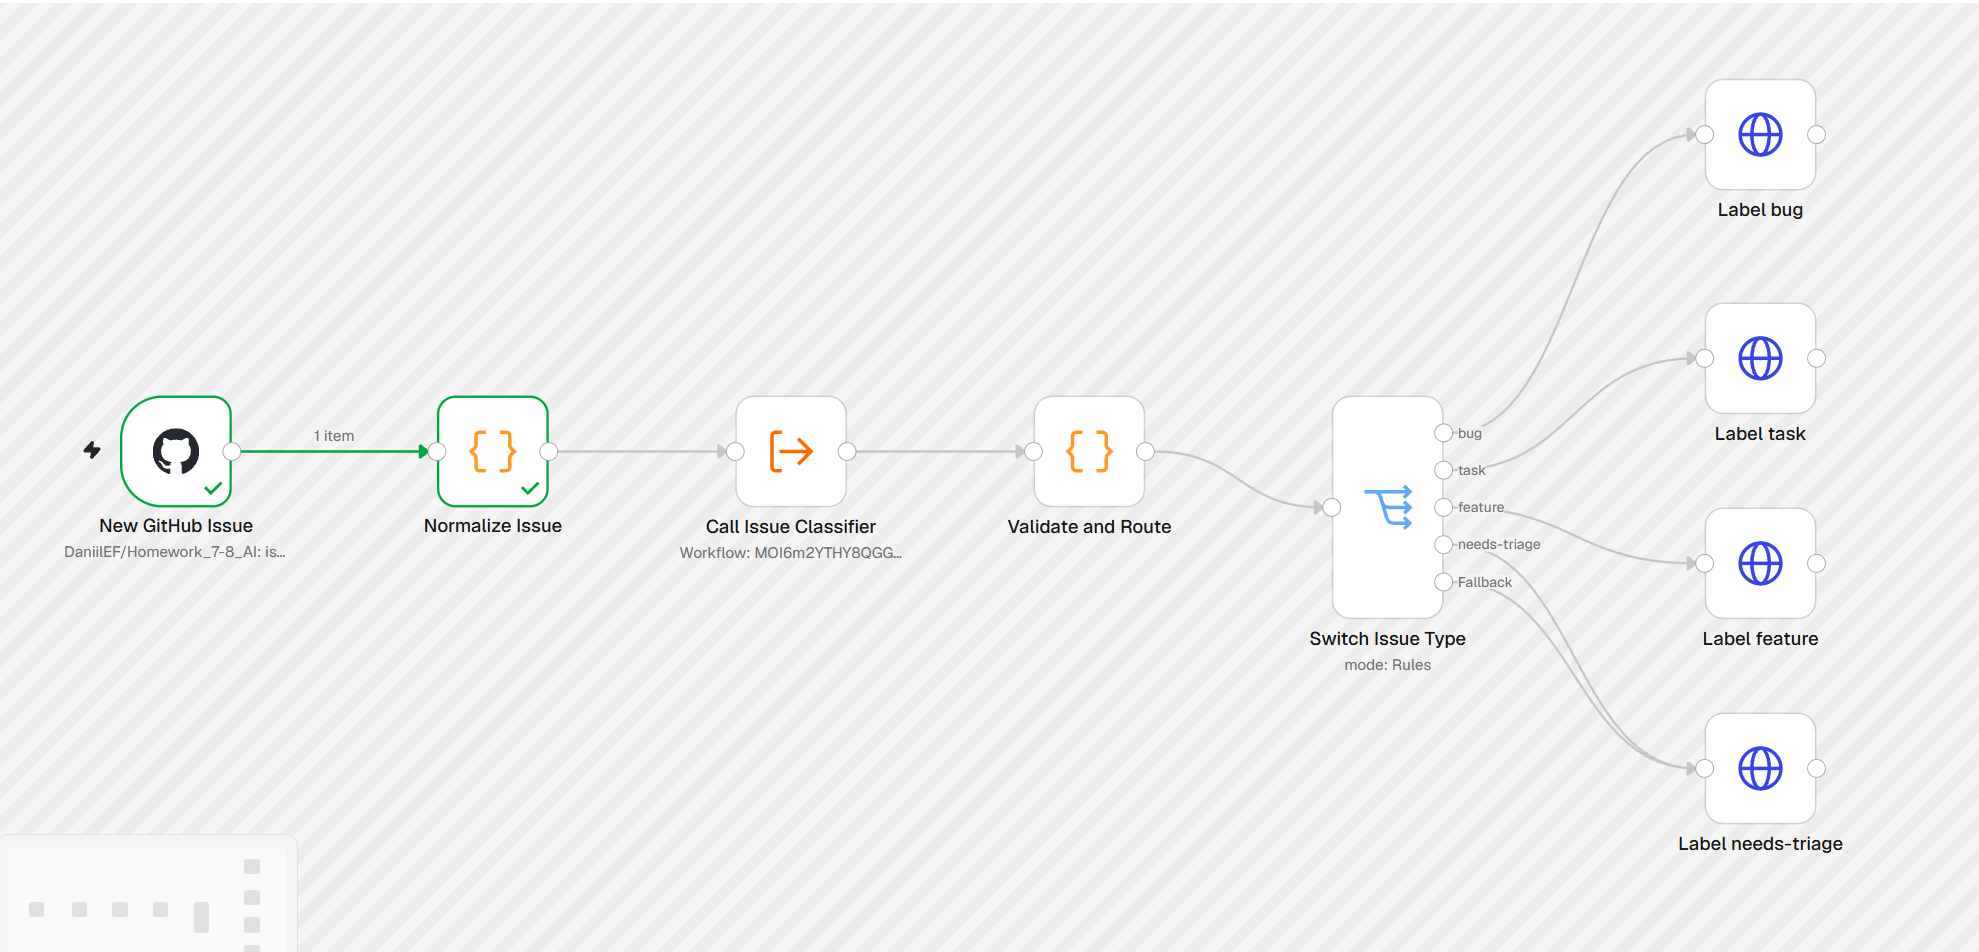 Label bug
Label task
1 item
bug
task
feature
needs-triage
Fallback
New GitHub Issue
DaniilEF/Homework_7-8_AI: is...
Normalize Issue
Call Issue Classifier
Workflow: MOI6m2YTHY8QGG...
Validate and Route
Switch Issue Type
mode: Rules
Label feature
Label needs-triage